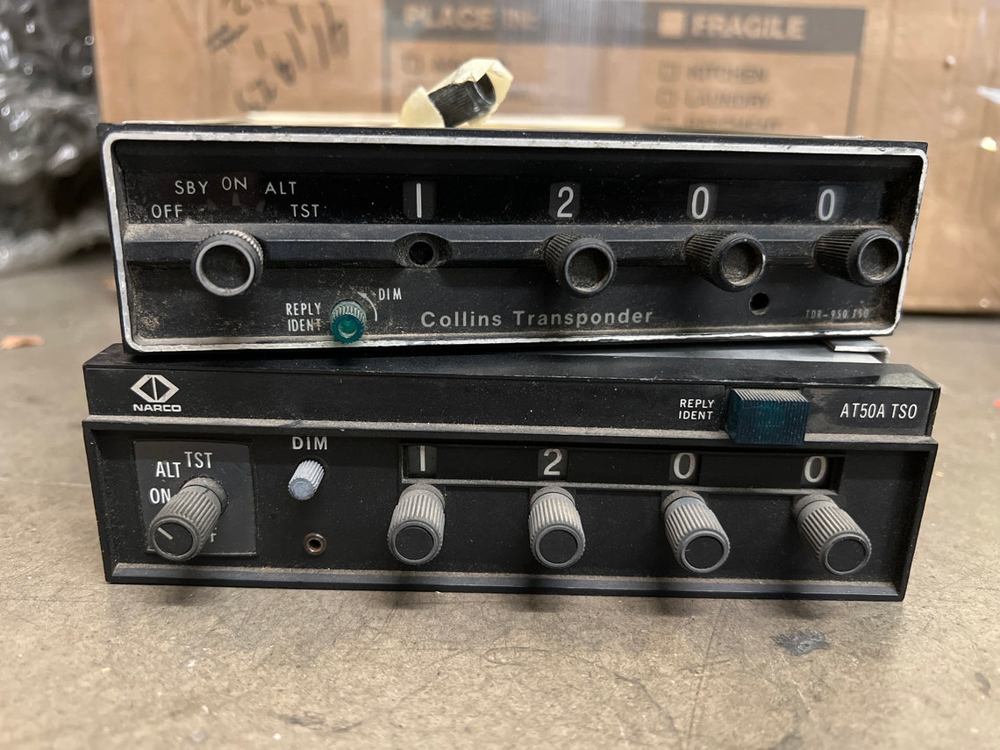 PLACE IN:
FRAGILE
KITCHEN
LAUNDRY
OFF SBY ON ALT TST
1 2 0 0
REPLY
IDENT
DIM
Collins Transponder
TDR-950 TSO
NARCO
REPLY
IDENT
AT50A TSO
ALT TST
ON
DIM
1 2 0 0